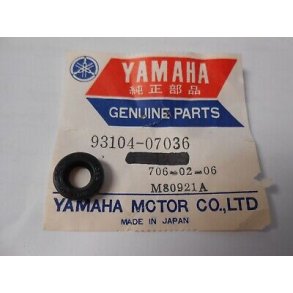 YAMAHA
純正部品
GENUINE PARTS
93104-07036
706-02-06
M80921A
YAMAHA MOTOR CO.,LTD
MADE IN JAPAN